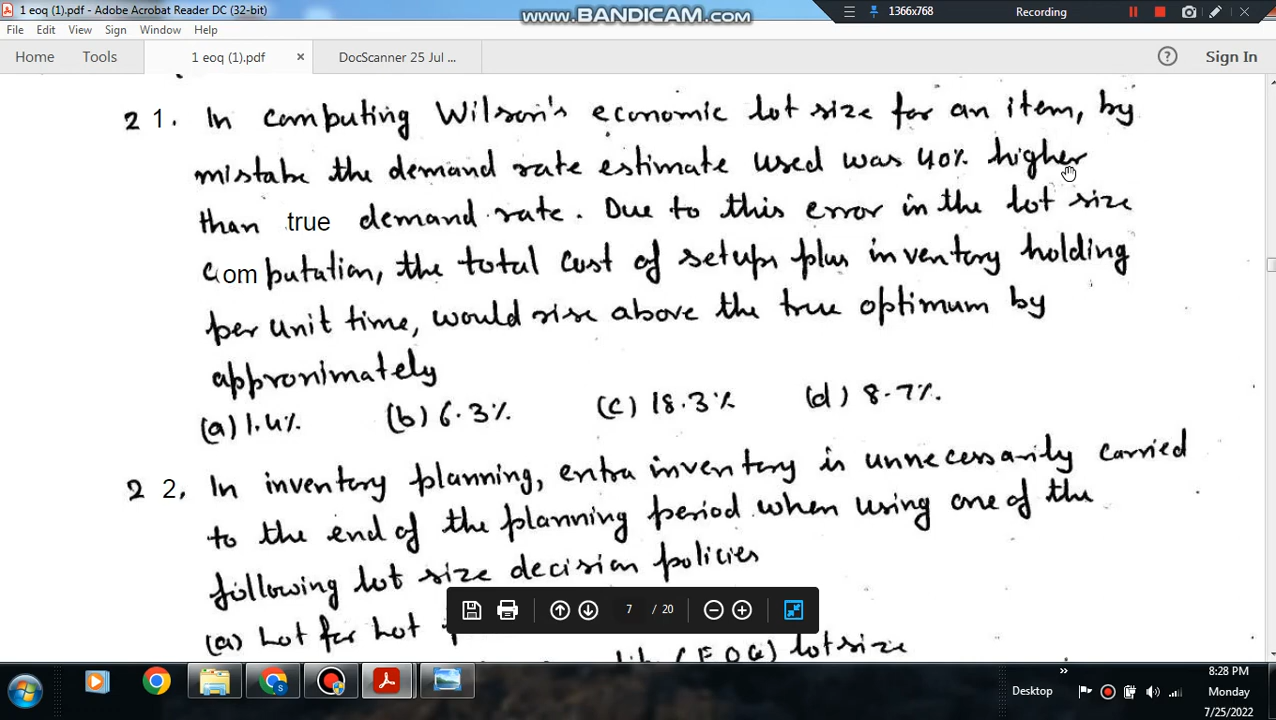 1 eoq (1).pdf - Adobe Acrobat Reader DC (32-bit)
www.BANDICAM.com
1366x768
Recording
File Edit View Sign Window Help
Home Tools 1 eoq (1).pdf × DocScanner 25 Jul ... Sign In
21. In computing Wilson's economic lot size for an item, by
mistake the demand rate estimate used was 40% higher
than true demand rate. Due to this error in the lot size
computation, the total cost of setups plus inventory holding
per unit time, would rise above the true optimum by
approximately
(a) 1.4% (b) 6.3% (c) 18.3% (d) 8.7%.
22, In inventory planning, extra inventory is unnecessarily carried
to the end of the planning period when using one of the
following lot size decision policies
(a) Lot for Lot
(EOQ) lot size
7 / 20
8:28 PM
Desktop
Monday
7/25/2022